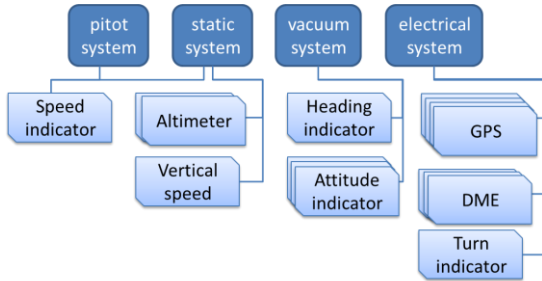 pitot
system
static
system
vacuum
system
electrical
system
Speed
indicator
Altimeter
Heading
indicator
GPS
Vertical
speed
Attitude
indicator
DME
Turn
indicator